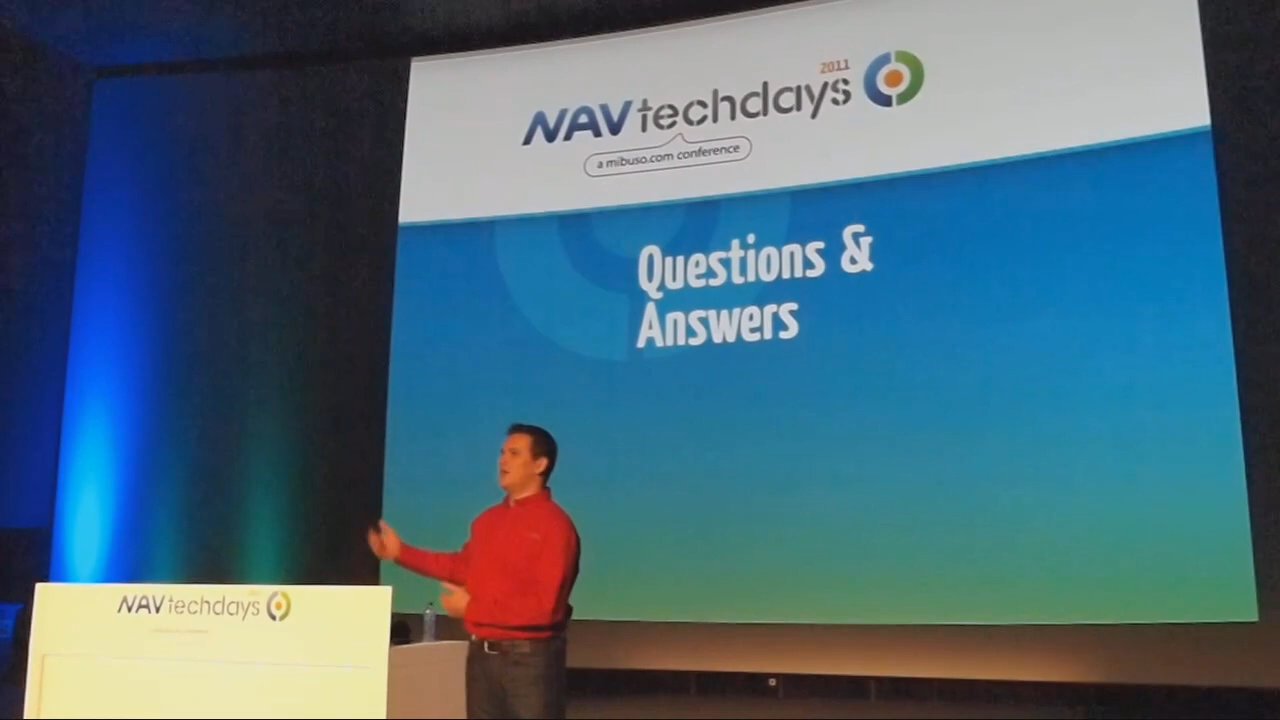 2011
NAVtechdays
a mibuso.com conference
Questions &
Answers
NAVtechdays